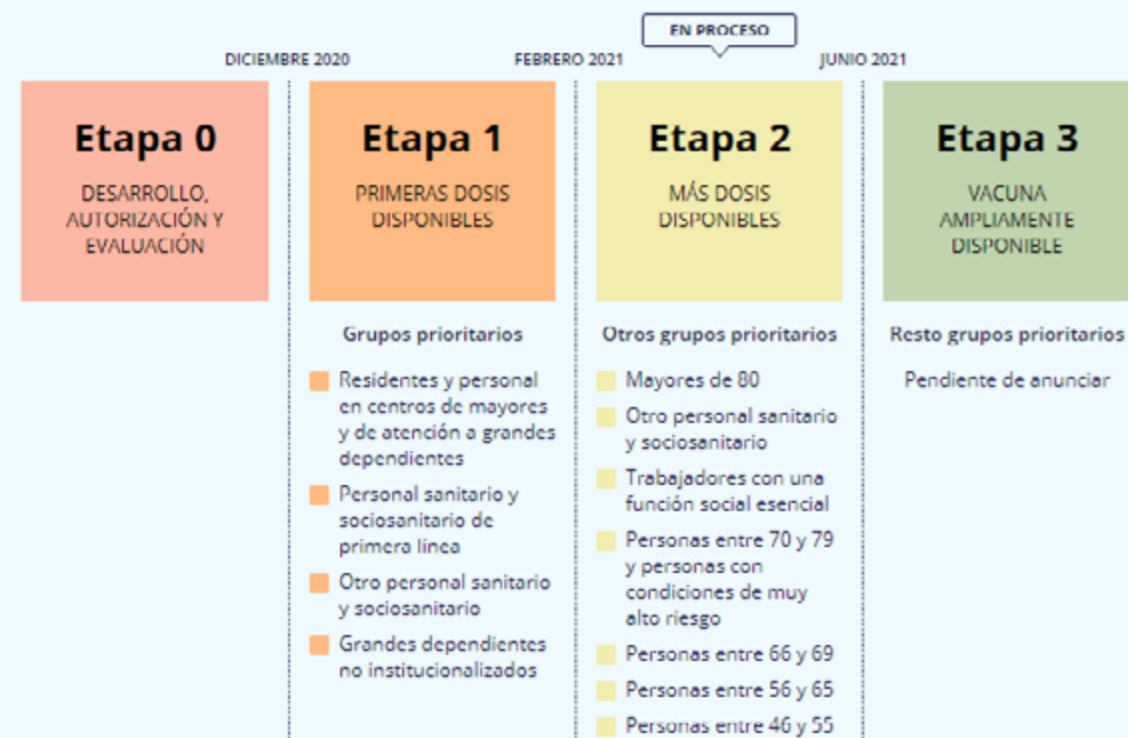 EN PROCESO
DICIEMBRE 2020
FEBRERO 2021
JUNIO 2021
Etapa 0
DESARROLLO,
AUTORIZACIÓN Y
EVALUACIÓN
Etapa 1
PRIMERAS DOSIS
DISPONIBLES
Grupos prioritarios
Residentes y personal
en centros de mayores
y de atención a grandes
dependientes
Personal sanitario y
sociosanitario de
primera línea
Otro personal sanitario
y sociosanitario
Grandes dependientes
no institucionalizados
Etapa 2
MÁS DOSIS
DISPONIBLES
Otros grupos prioritarios
Mayores de 80
Otro personal sanitario
y sociosanitario
Trabajadores con una
función social esencial
Personas entre 70 y 79
y personas con
condiciones de muy
alto riesgo
Personas entre 66 y 69
Personas entre 56 y 65
Personas entre 46 y 55
Etapa 3
VACUNA
AMPLIAMENTE
DISPONIBLE
Resto grupos prioritarios
Pendiente de anunciar